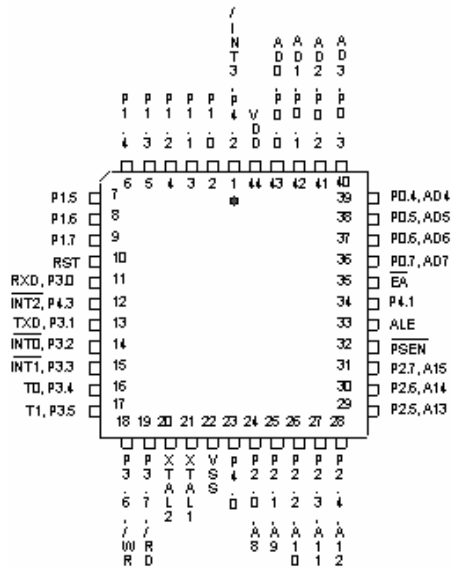 /INT3,P4.2
AD0,P0.0
AD1,P0.1
AD2,P0.2
AD3,P0.3
P1.4
P1.3
P1.2
P1.1
P1.0
VDD
6 5 4 3 2 1 44 43 42 41 40
P1.5 7
P1.6 8
P1.7 9
RST 10
RXD, P3.0 11
INT2, P4.3 12
TXD, P3.1 13
INT0, P3.2 14
INT1, P3.3 15
T0, P3.4 16
T1, P3.5 17
39 P0.4, AD4
38 P0.5, AD5
37 P0.6, AD6
36 P0.7, AD7
35 EA
34 P4.1
33 ALE
32 PSEN
31 P2.7, A15
30 P2.6, A14
29 P2.5, A13
18 19 20 21 22 23 24 25 26 27 28
P3.6,/WR
P3.7,/RD
XTAL2
XTAL1
VSS
P4.0
P2.0,A8
P2.1,A9
P2.2,A10
P2.3,A11
P2.4,A12